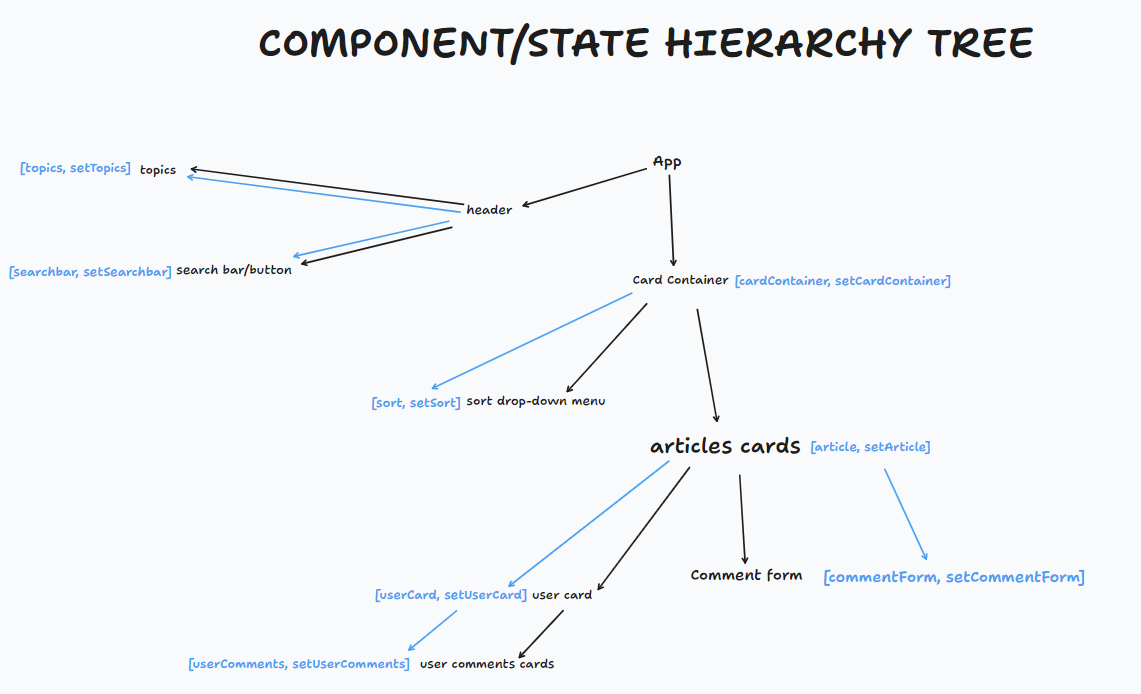 COMPONENT/STATE HIERARCHY TREE
App
[topics, setTopics] topics
header
[searchbar, setSearchbar] search bar/button
Card Container [cardContainer, setCardContainer]
[sort, setSort] sort drop-down menu
articles cards [article, setArticle]
Comment form [commentForm, setCommentForm]
[userCard, setUserCard] user card
[userComments, setUserComments] user comments cards